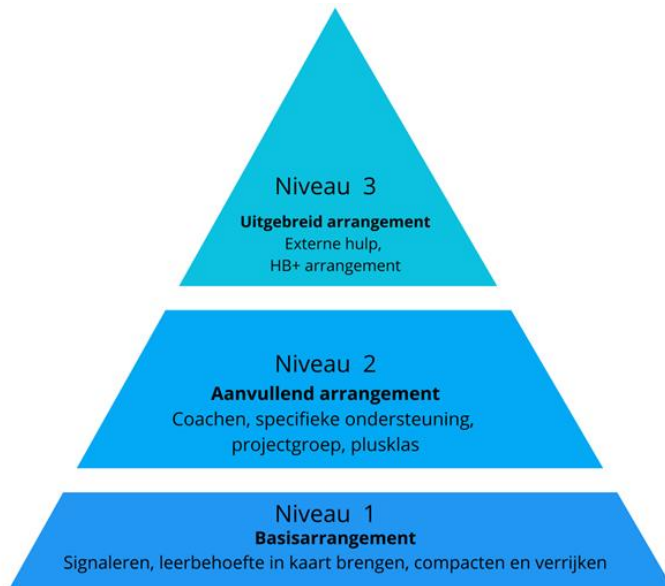 Niveau 3
Uitgebreid arrangement
Externe hulp,
HB+ arrangement
Niveau 2
Aanvullend arrangement
Coachen, specifieke ondersteuning,
projectgroep, plusklas
Niveau 1
Basisarrangement
Signaleren, leerbehoefte in kaart brengen, compacten en verrijken